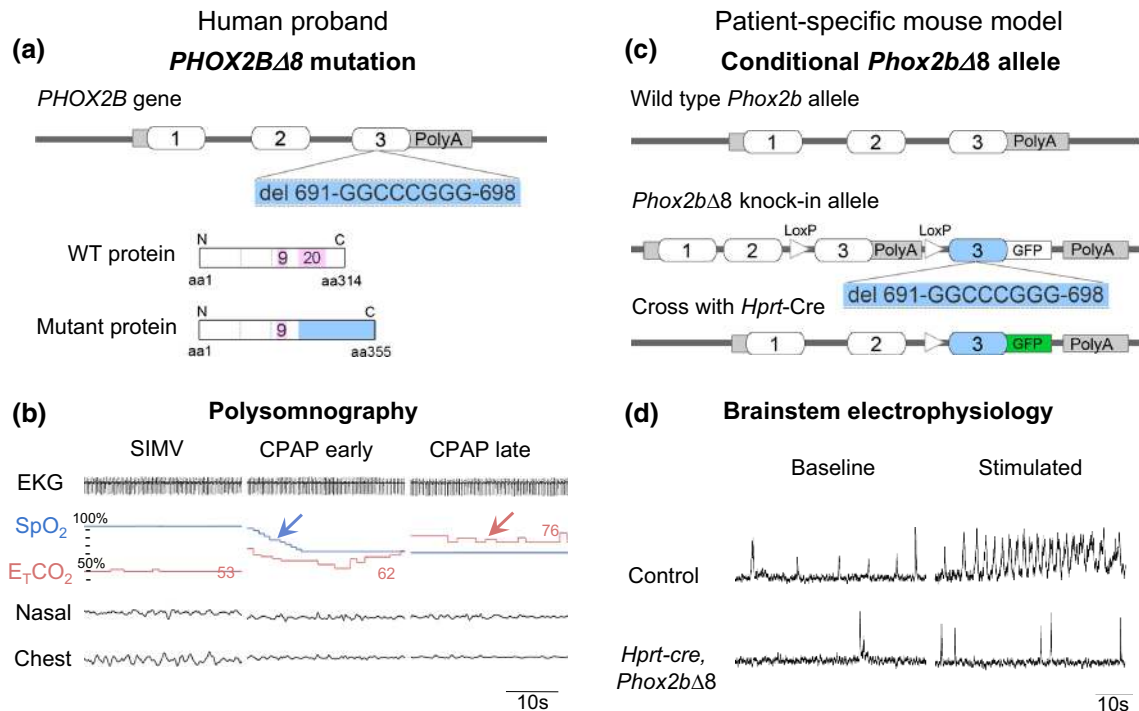 Human proband
(a)
PHOX2BΔ8 mutation
PHOX2B gene
1 2 3 PolyA
del 691-GGCCCGGG-698
N C
WT protein
9 20
aa1 aa314
N C
Mutant protein
9
aa1 aa355
(b)
Polysomnography
SIMV CPAP early CPAP late
EKG
SpO₂
100%
76
50%
EТCO₂
53
62
Nasal
Chest
10s
Patient-specific mouse model
(c)
Conditional Phox2bΔ8 allele
Wild type Phox2b allele
1 2 3 PolyA
Phox2bΔ8 knock-in allele
LoxP LoxP
1 2 3 PolyA 3 GFP PolyA
del 691-GGCCCGGG-698
Cross with Hprt-Cre
1 2 3 GFP PolyA
(d)
Brainstem electrophysiology
Baseline Stimulated
Control
Hprt-cre,
Phox2bΔ8
10s